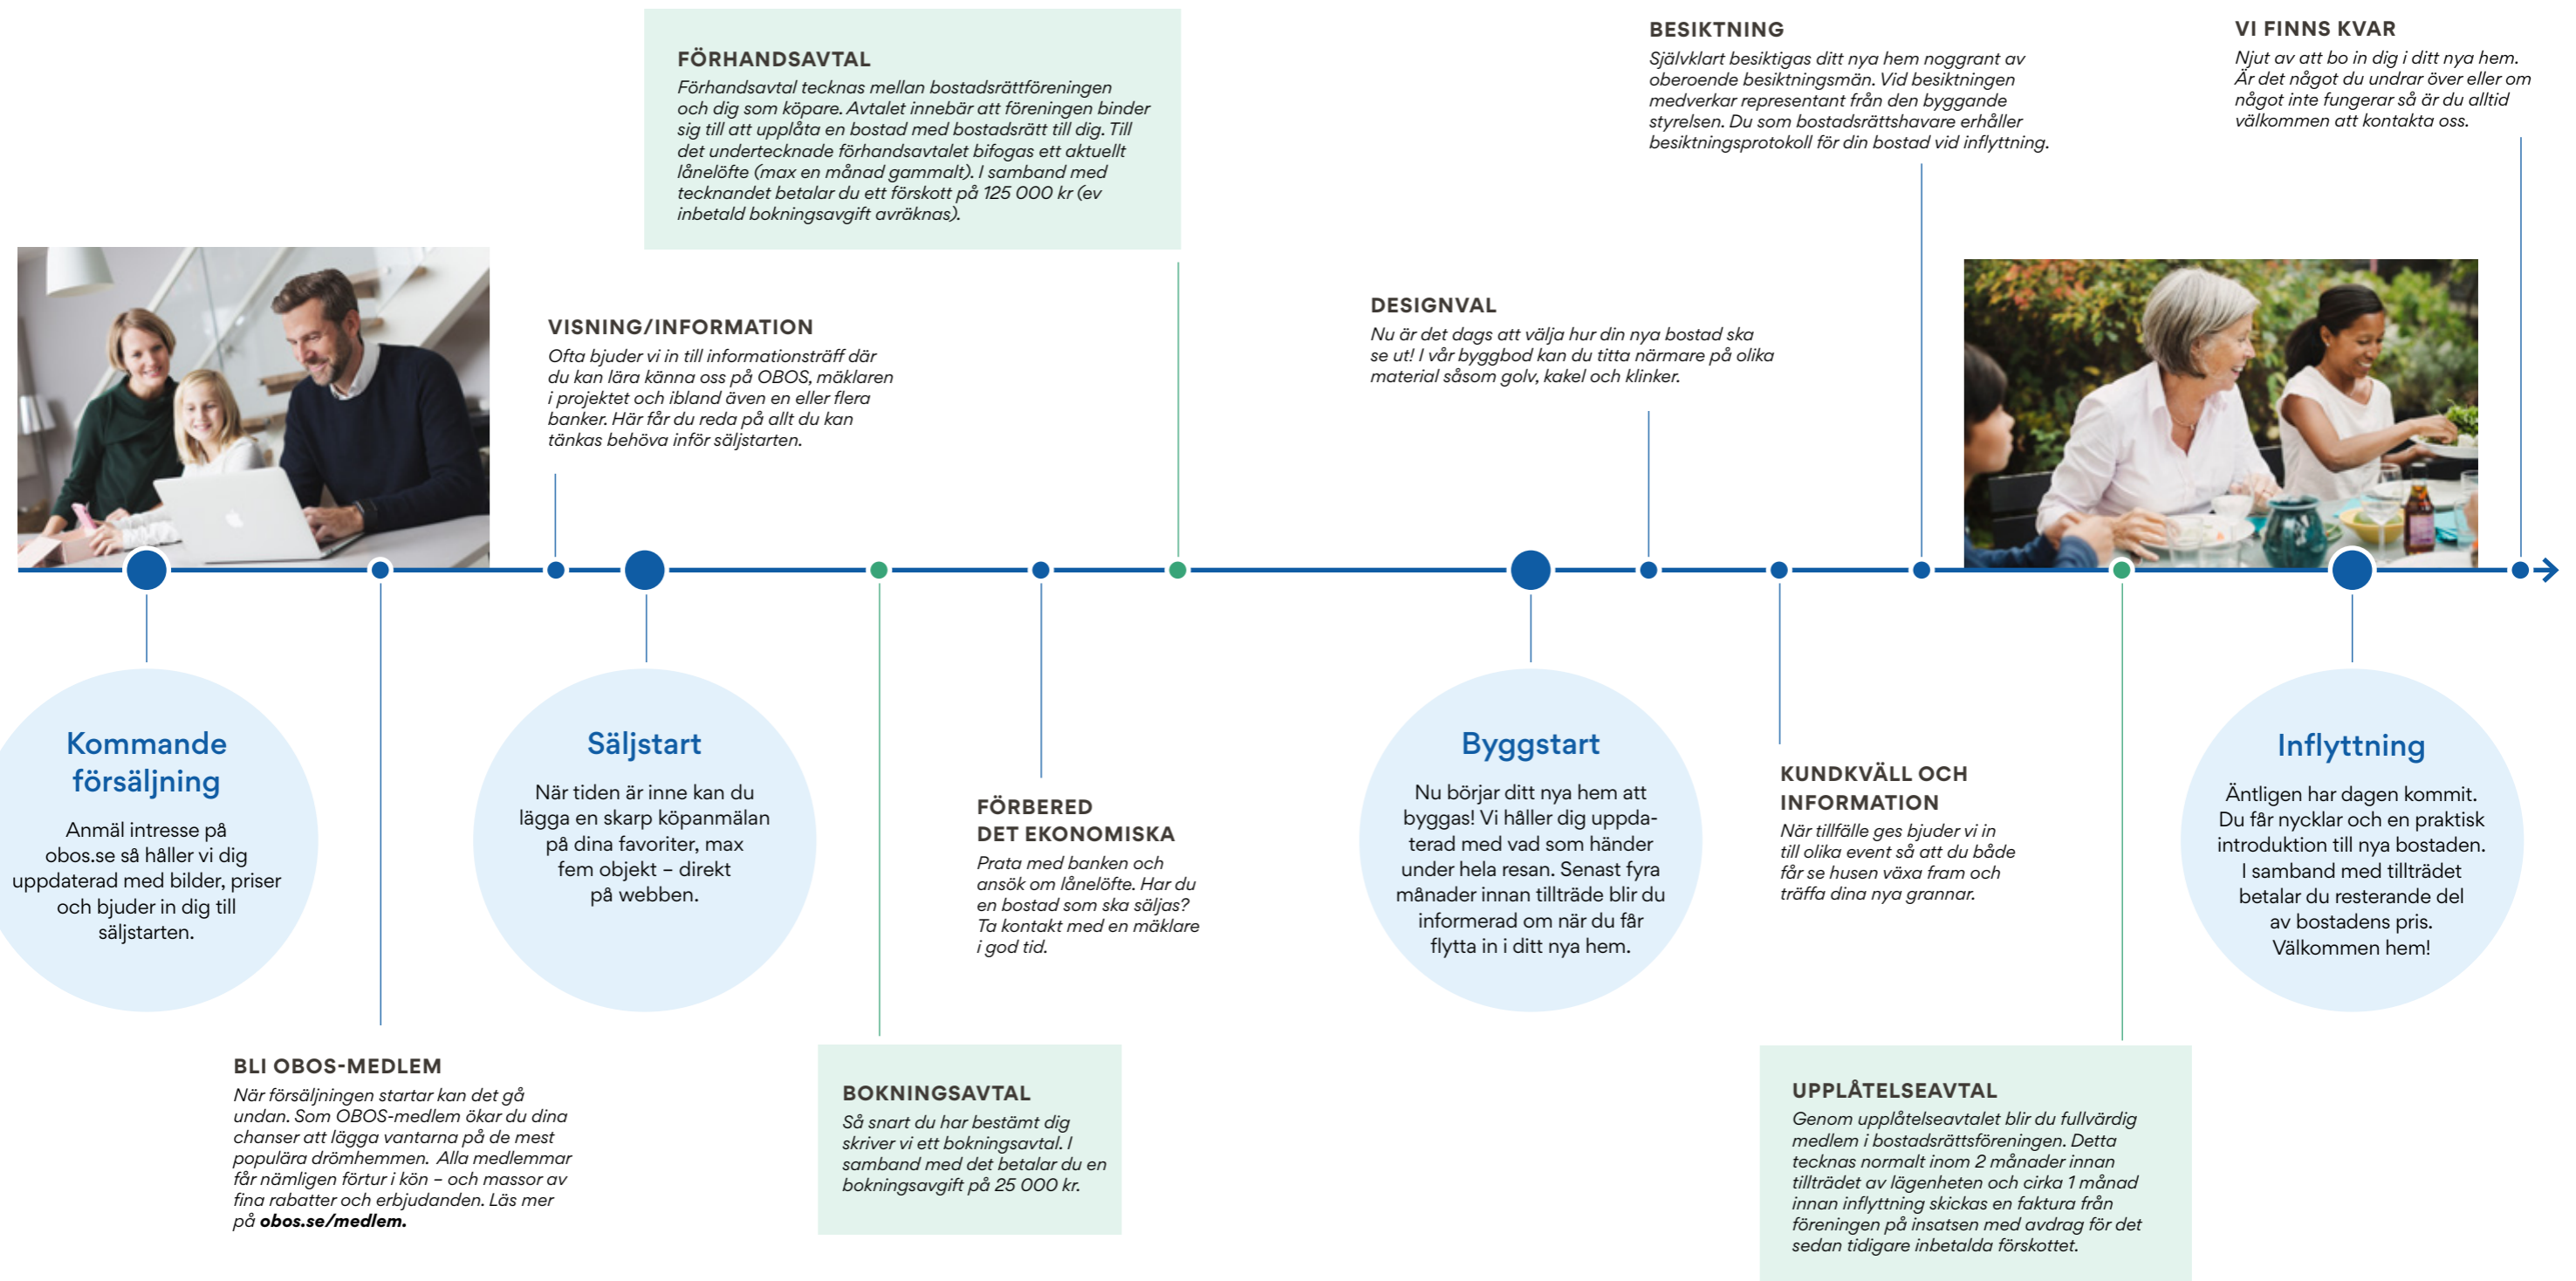 FÖRHANDSAVTAL
Förhandsavtal tecknas mellan bostadsrättföreningen
och dig som köpare. Avtalet innebär att föreningen binder
sig till att upplåta en bostad med bostadsrätt till dig. Till
det undertecknade förhandsavtalet bifogas ett aktuellt
lånelöfte (max en månad gammalt). I samband med
tecknandet betalar du ett förskott på 125 000 kr (ev
inbetald bokningsavgift avräknas).
BESIKTNING
Självklart besiktigas ditt nya hem noggrant av
oberoende besiktningsmän. Vid besiktningen
medverkar representant från den byggande
styrelsen. Du som bostadsrättshavare erhåller
besiktningsprotokoll för din bostad vid inflyttning.
VI FINNS KVAR
Njut av att bo in dig i ditt nya hem.
Är det något du undrar över eller om
något inte fungerar så är du alltid
välkommen att kontakta oss.
VISNING/INFORMATION
Ofta bjuder vi in till informationsträff där
du kan lära känna oss på OBOS, mäklaren
i projektet och ibland även en eller flera
banker. Här får du reda på allt du kan
tänkas behöva inför säljstarten.
DESIGNVAL
Nu är det dags att välja hur din nya bostad ska
se ut! I vår byggbod kan du titta närmare på olika
material såsom golv, kakel och klinker.
Kommande
försäljning
Anmäl intresse på
obos.se så håller vi dig
uppdaterad med bilder, priser
och bjuder in dig till
säljstarten.
Säljstart
När tiden är inne kan du
lägga en skarp köpanmälan
på dina favoriter, max
fem objekt – direkt
på webben.
FÖRBERED
DET EKONOMISKA
Prata med banken och
ansök om lånelöfte. Har du
en bostad som ska säljas?
Ta kontakt med en mäklare
i god tid.
Byggstart
Nu börjar ditt nya hem att
byggas! Vi håller dig uppda-
terad med vad som händer
under hela resan. Senast fyra
månader innan tillträde blir du
informerad om när du får
flytta in i ditt nya hem.
KUNDKVÄLL OCH
INFORMATION
När tillfälle ges bjuder vi in
till olika event så att du både
får se husen växa fram och
träffa dina nya grannar.
Inflyttning
Äntligen har dagen kommit.
Du får nycklar och en praktisk
introduktion till nya bostaden.
I samband med tillträdet
betalar du resterande del
av bostadens pris.
Välkommen hem!
BLI OBOS-MEDLEM
När försäljningen startar kan det gå
undan. Som OBOS-medlem ökar du dina
chanser att lägga vantarna på de mest
populära drömhemmen. Alla medlemmar
får nämligen förtur i kön – och massor av
fina rabatter och erbjudanden. Läs mer
på obos.se/medlem.
BOKNINGSAVTAL
Så snart du har bestämt dig
skriver vi ett bokningsavtal. I
samband med det betalar du en
bokningsavgift på 25 000 kr.
UPPLÅTELSEAVTAL
Genom upplåtelseavtalet blir du fullvärdig
medlem i bostadsrättsföreningen. Detta
tecknas normalt inom 2 månader innan
tillträdet av lägenheten och cirka 1 månad
innan inflyttning skickas en faktura från
föreningen på insatsen med avdrag för det
sedan tidigare inbetalda förskottet.